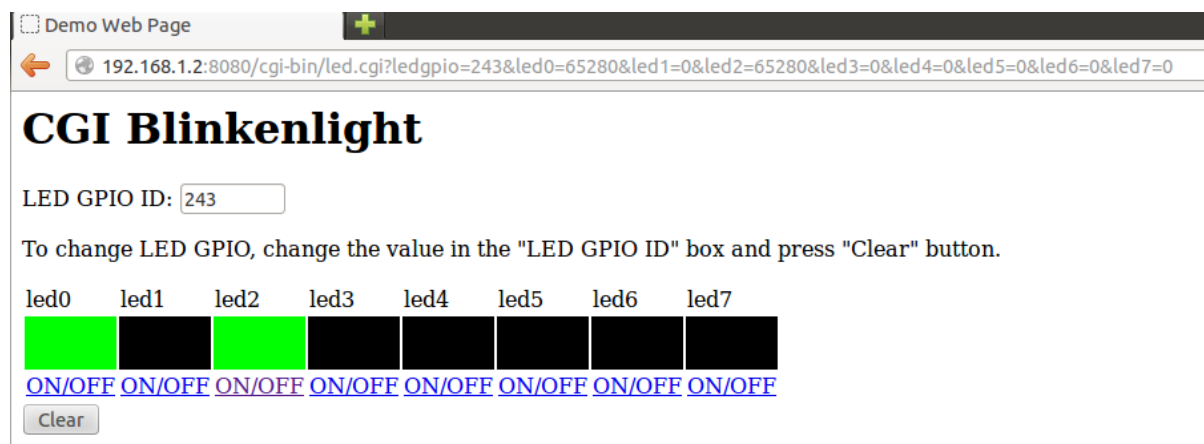 Demo Web Page
192.168.1.2:8080/cgi-bin/led.cgi?ledgpio=243&led0=65280&led1=0&led2=65280&led3=0&led4=0&led5=0&led6=0&led7=0
CGI Blinkenlight
LED GPIO ID: 243
To change LED GPIO, change the value in the "LED GPIO ID" box and press "Clear" button.
led0 led1 led2 led3 led4 led5 led6 led7
ON/OFF ON/OFF ON/OFF ON/OFF ON/OFF ON/OFF ON/OFF ON/OFF
Clear